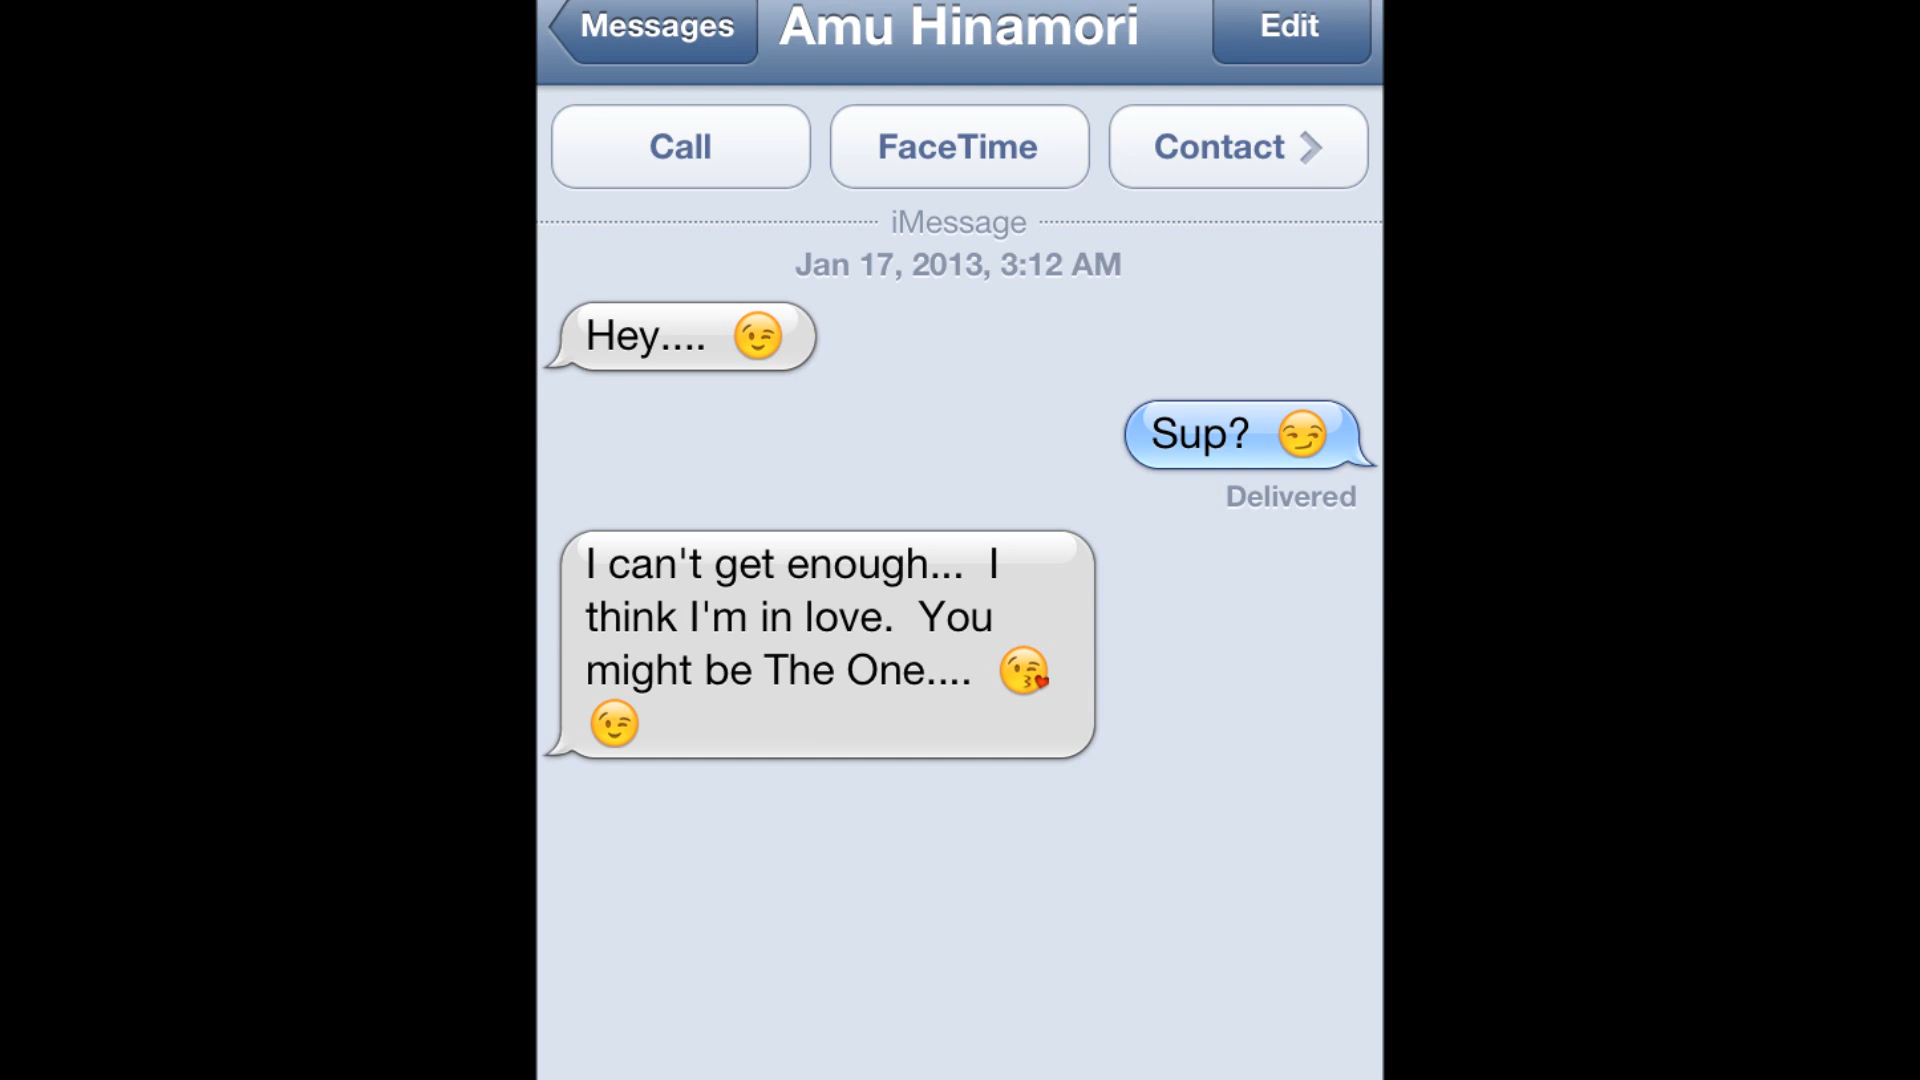 Messages Amu Hinamori Edit
Call FaceTime Contact
iMessage
Jan 17, 2013, 3:12 AM
Hey.... 😉
Sup? 😏
Delivered
I can't get enough... I
think I'm in love. You
might be The One.... 😘
😉